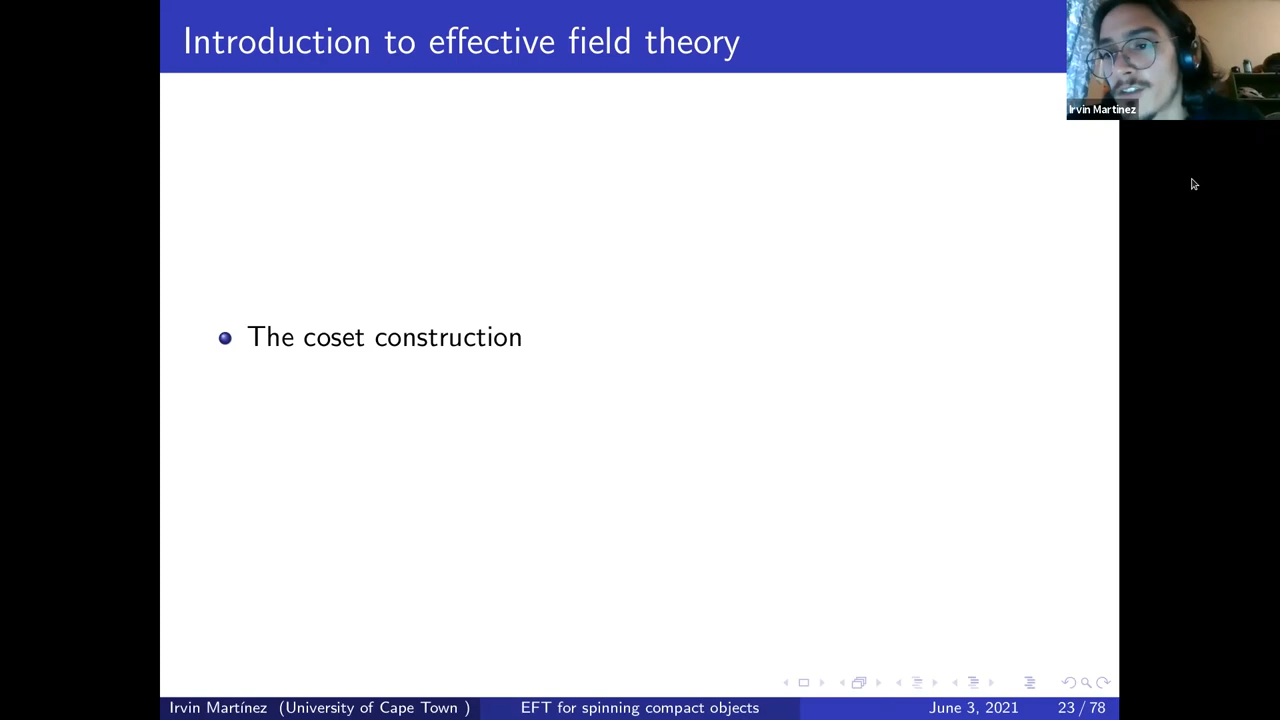 Introduction to effective field theory
Irvin Martinez
The coset construction
Irvin Martínez (University of Cape Town )
EFT for spinning compact objects
June 3, 2021
23 / 78